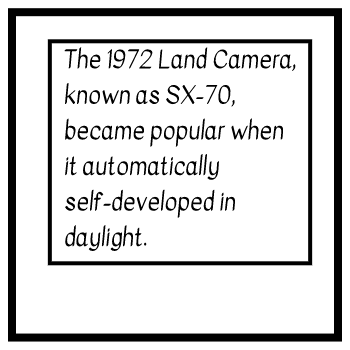 The 1972 Land Camera,
known as SX-70,
became popular when
it automatically
self-developed in
daylight.